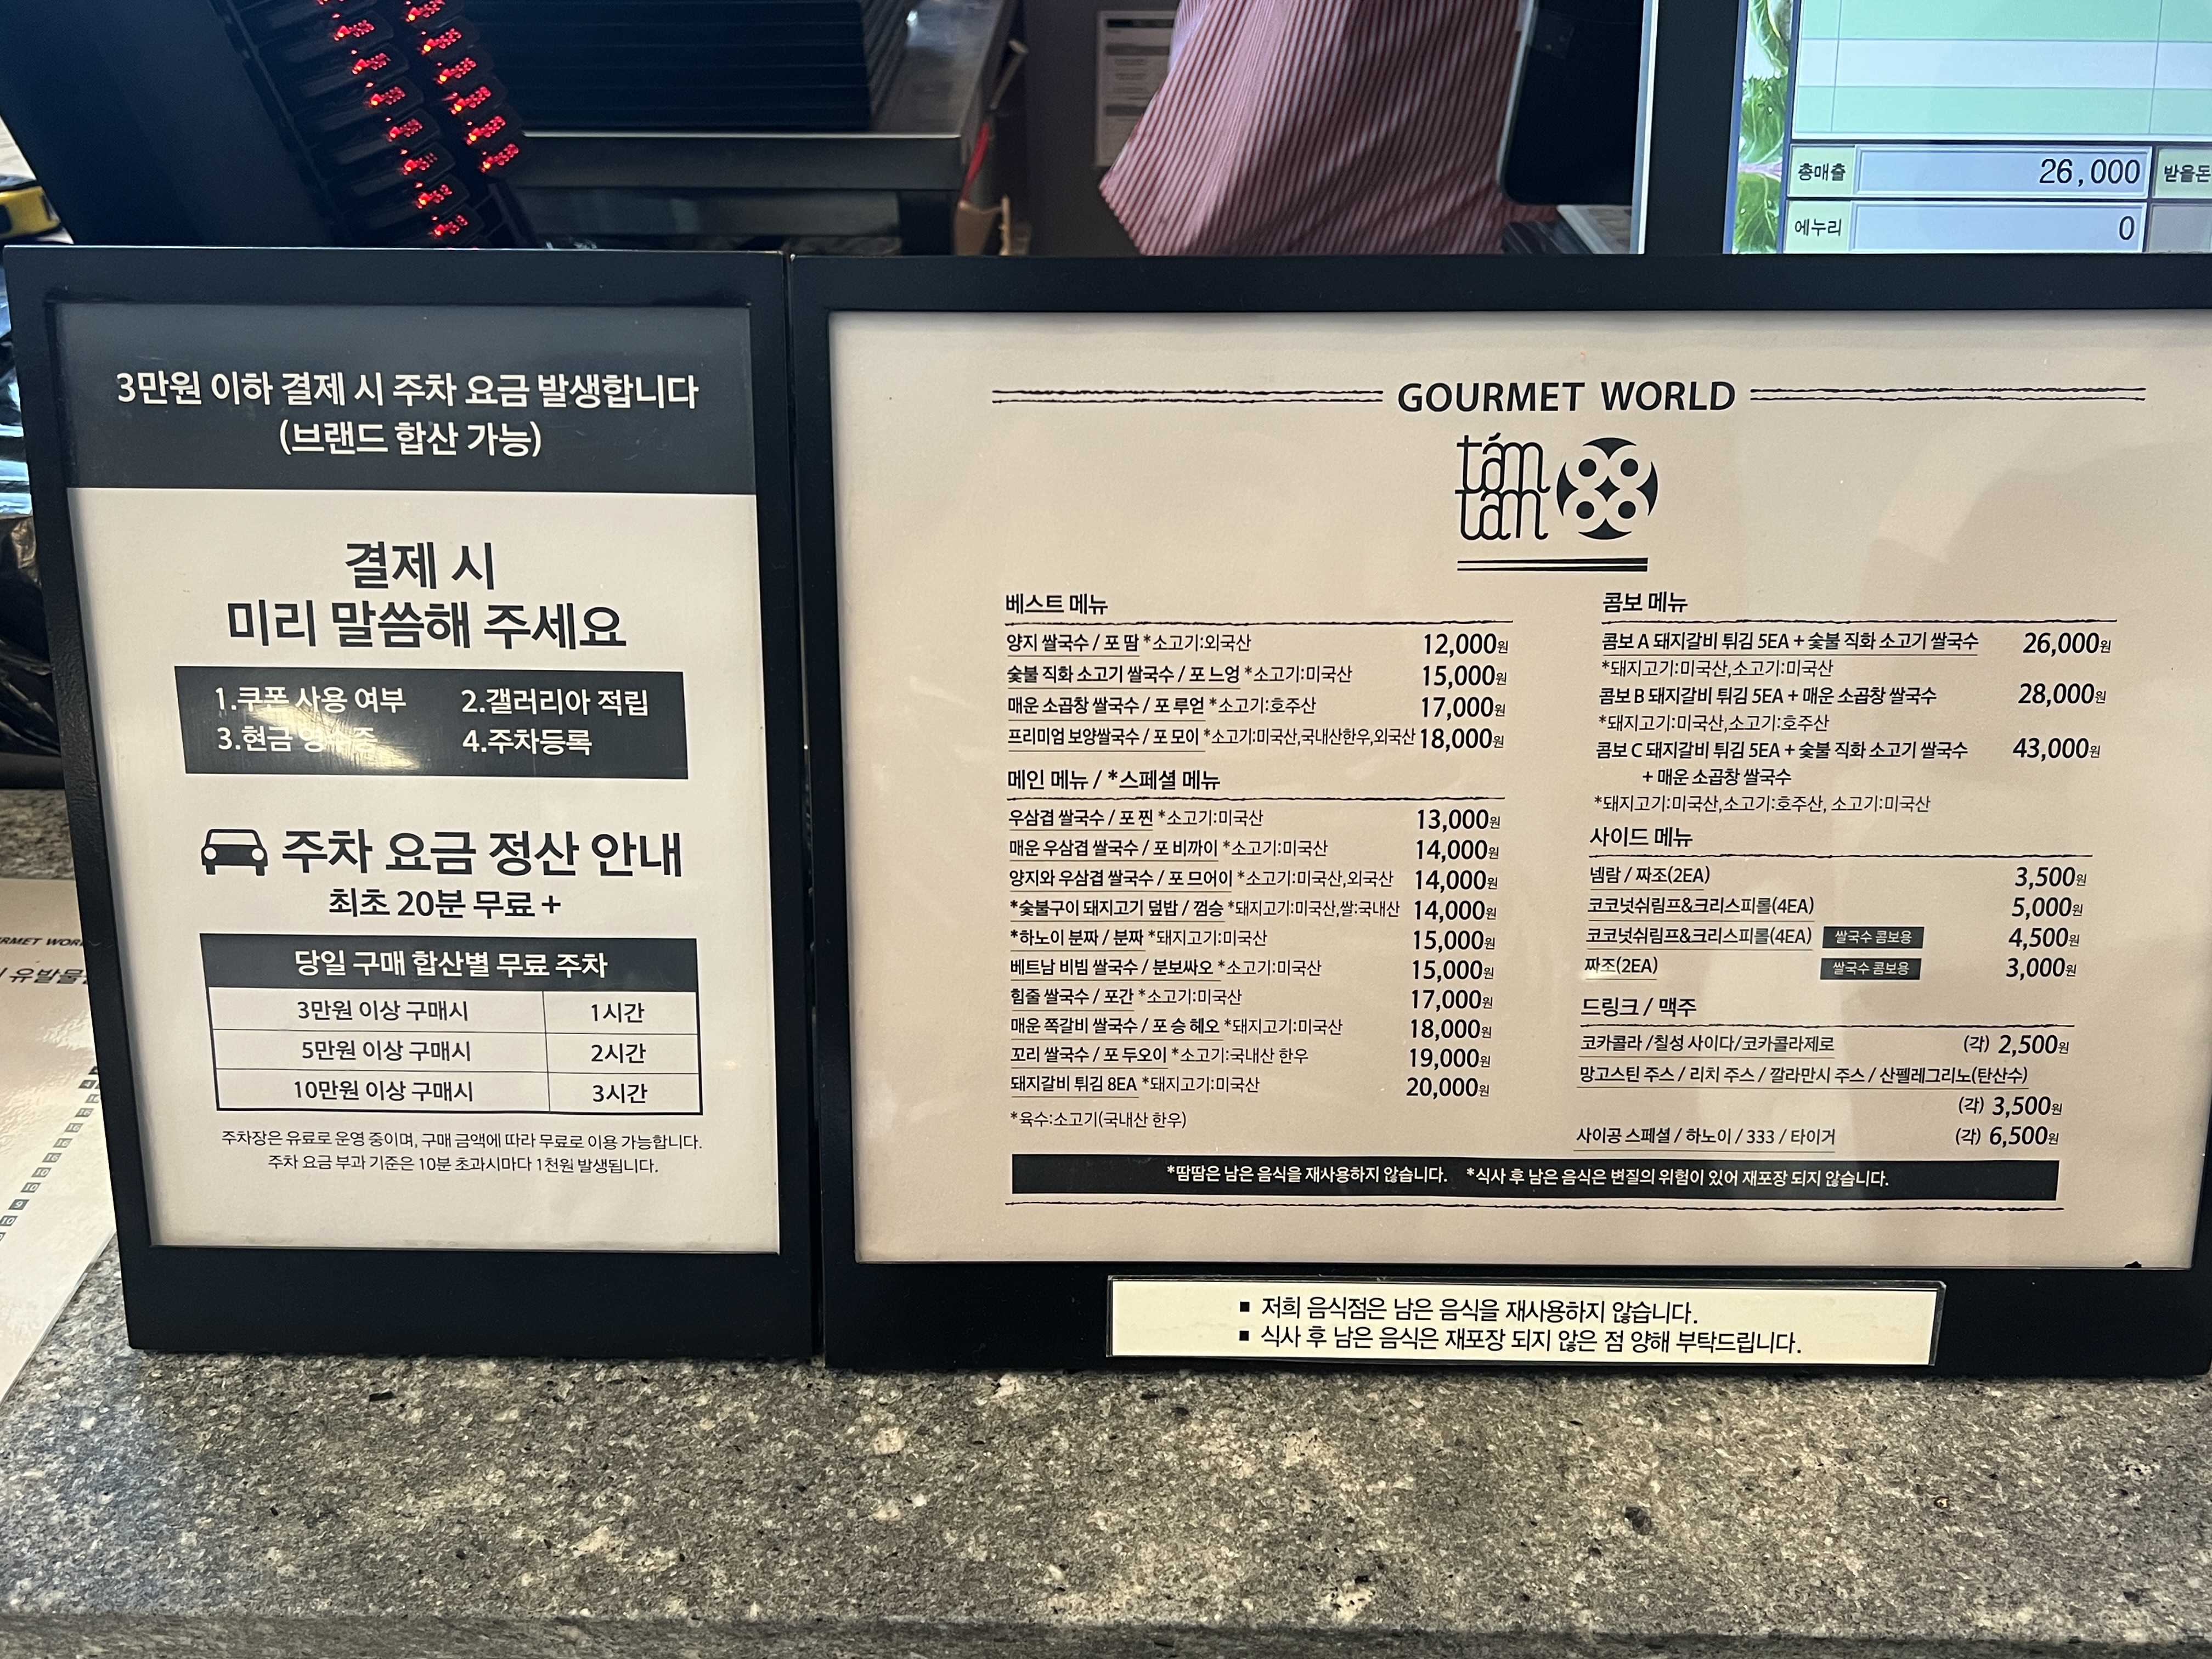 총매출 26,000 받을돈
에누리 0
3만원 이하 결제 시 주차 요금 발생합니다
(브랜드 합산 가능)
결제 시
미리 말씀해 주세요
1.쿠폰 사용 여부 2.갤러리아 적립
3.현금 영수증 4.주차등록
주차 요금 정산 안내
최초 20분 무료 +
당일 구매 합산별 무료 주차
3만원 이상 구매시 1시간
5만원 이상 구매시 2시간
10만원 이상 구매시 3시간
주차장은 유료로 운영 중이며, 구매 금액에 따라 무료로 이용 가능합니다.
주차 요금 부과 기준은 10분 초과시마다 1천원 발생됩니다.
GOURMET WORLD
tám
tám
88
베스트 메뉴
양지 쌀국수 / 포 땀 *소고기:외국산 12,000원
숯불 직화 소고기 쌀국수 / 포 느엉 *소고기:미국산 15,000원
매운 소곱창 쌀국수 / 포 루얼 *소고기:호주산 17,000원
프리미엄 보양쌀국수 / 포 모이 *소고기:미국산,국내산한우,외국산 18,000원
메인 메뉴 / *스페셜 메뉴
우삼겹 쌀국수 / 포 찐 *소고기:미국산 13,000원
매운 우삼겹 쌀국수 / 포 비까이 *소고기:미국산 14,000원
양지와 우삼겹 쌀국수 / 포 므어이 *소고기:미국산,외국산 14,000원
*숯불구이 돼지고기 덮밥 / 껌승 *돼지고기:미국산,쌀:국내산 14,000원
*하노이 분짜 / 분짜 *돼지고기:미국산 15,000원
베트남 비빔 쌀국수 / 분보싸오 *소고기:미국산 15,000원
힘줄 쌀국수 / 포간 *소고기:미국산 17,000원
매운 쪽갈비 쌀국수 / 포 승 헤오 *돼지고기:미국산 18,000원
꼬리 쌀국수 / 포 두오이 *소고기:국내산 한우 19,000원
돼지갈비 튀김 8EA *돼지고기:미국산 20,000원
*육수:소고기(국내산 한우)
콤보 메뉴
콤보 A 돼지갈비 튀김 5EA + 숯불 직화 소고기 쌀국수 26,000원
*돼지고기:미국산,소고기:미국산
콤보 B 돼지갈비 튀김 5EA + 매운 소곱창 쌀국수 28,000원
*돼지고기:미국산,소고기:호주산
콤보 C 돼지갈비 튀김 5EA + 숯불 직화 소고기 쌀국수 43,000원
+ 매운 소곱창 쌀국수
*돼지고기:미국산,소고기:호주산, 소고기:미국산
사이드 메뉴
넴람 / 짜조(2EA) 3,500원
코코넛쉬림프&크리스피롤(4EA) 5,000원
코코넛쉬림프&크리스피롤(4EA) 쌀국수 콤보용 4,500원
짜조(2EA) 쌀국수 콤보용 3,000원
드링크 / 맥주
코카콜라 /칠성 사이다/코카콜라제로 (각) 2,500원
망고스틴 주스 / 리치 주스 / 깔라만시 주스 / 산펠레그리노(탄산수)
(각) 3,500원
사이공 스페셜 / 하노이 / 333 / 타이거 (각) 6,500원
*땀땀은 남은 음식을 재사용하지 않습니다. *식사 후 남은 음식은 변질의 위험이 있어 재포장 되지 않습니다.
■ 저희 음식점은 남은 음식을 재사용하지 않습니다.
■ 식사 후 남은 음식은 재포장 되지 않은 점 양해 부탁드립니다.